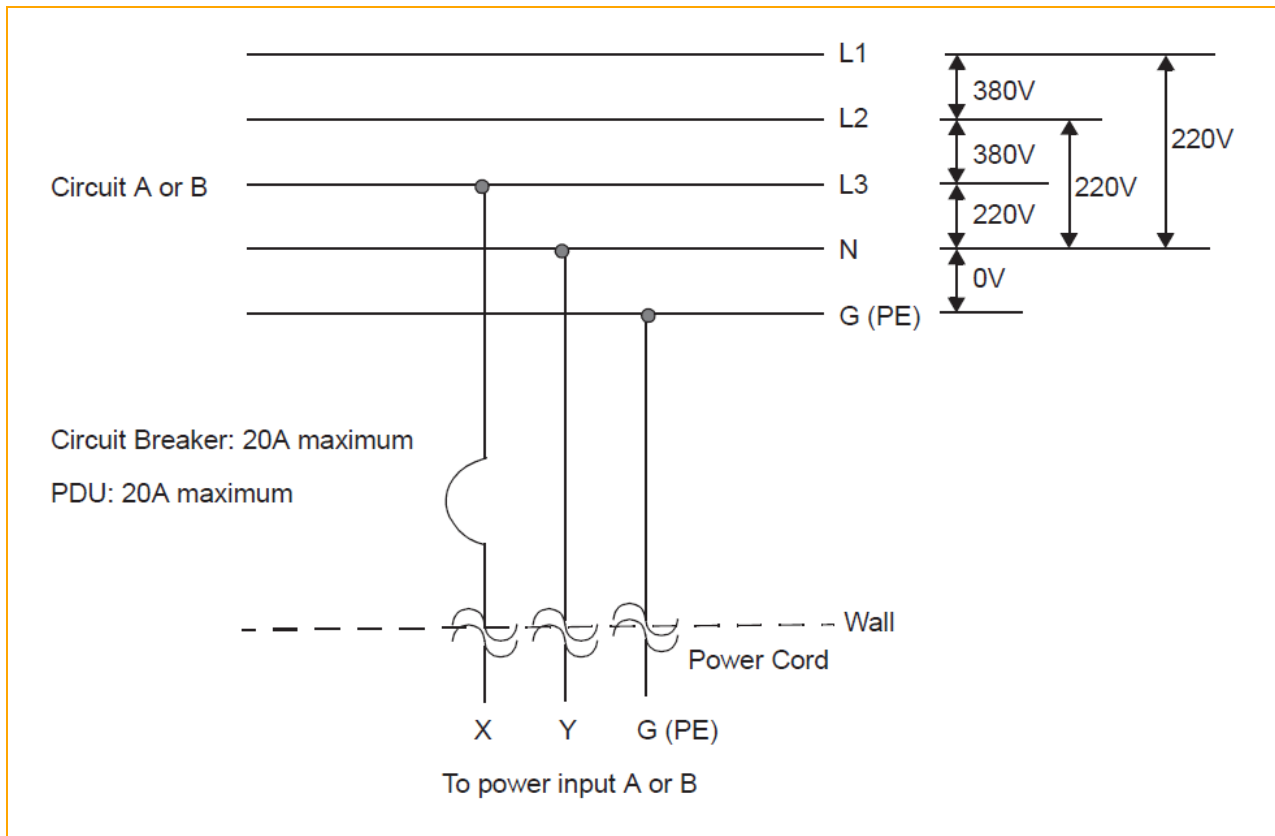 L1
380V
L2
220V
380V
Circuit A or B
L3
220V
220V
N
0V
G (PE)
Circuit Breaker: 20A maximum
PDU: 20A maximum
Wall
Power Cord
X Y G (PE)
To power input A or B